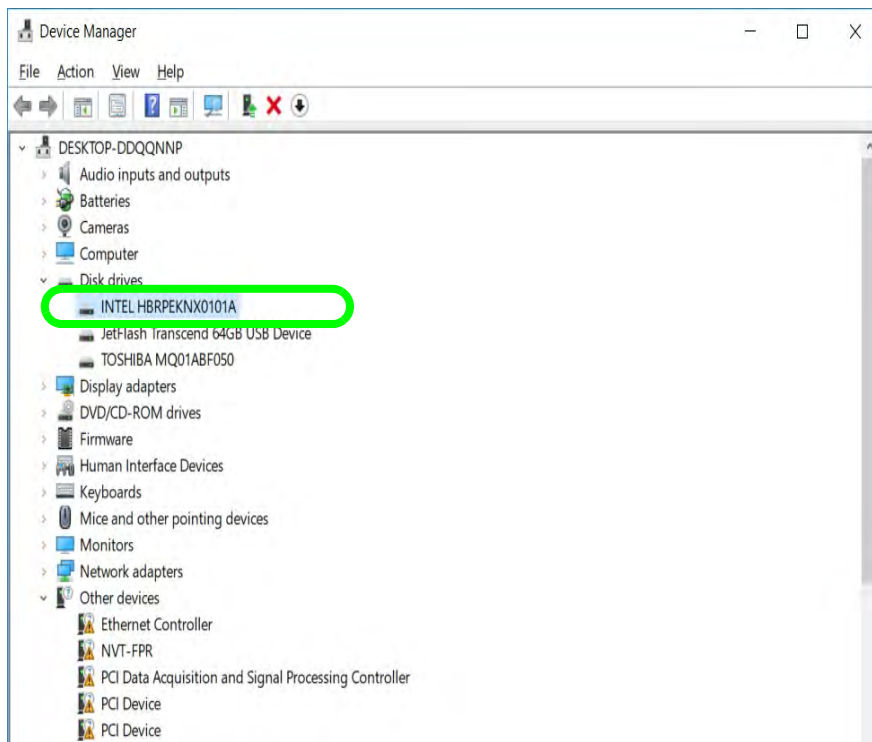 Device Manager
File Action View Help
DESKTOP-DDQQNNP
Audio inputs and outputs
Batteries
Cameras
Computer
Disk drives
INTEL HBRPEKNX0101A
JetFlash Transcend 64GB USB Device
TOSHIBA MQ01ABF050
Display adapters
DVD/CD-ROM drives
Firmware
Human Interface Devices
Keyboards
Mice and other pointing devices
Monitors
Network adapters
Other devices
Ethernet Controller
NVT-FPR
PCI Data Acquisition and Signal Processing Controller
PCI Device
PCI Device